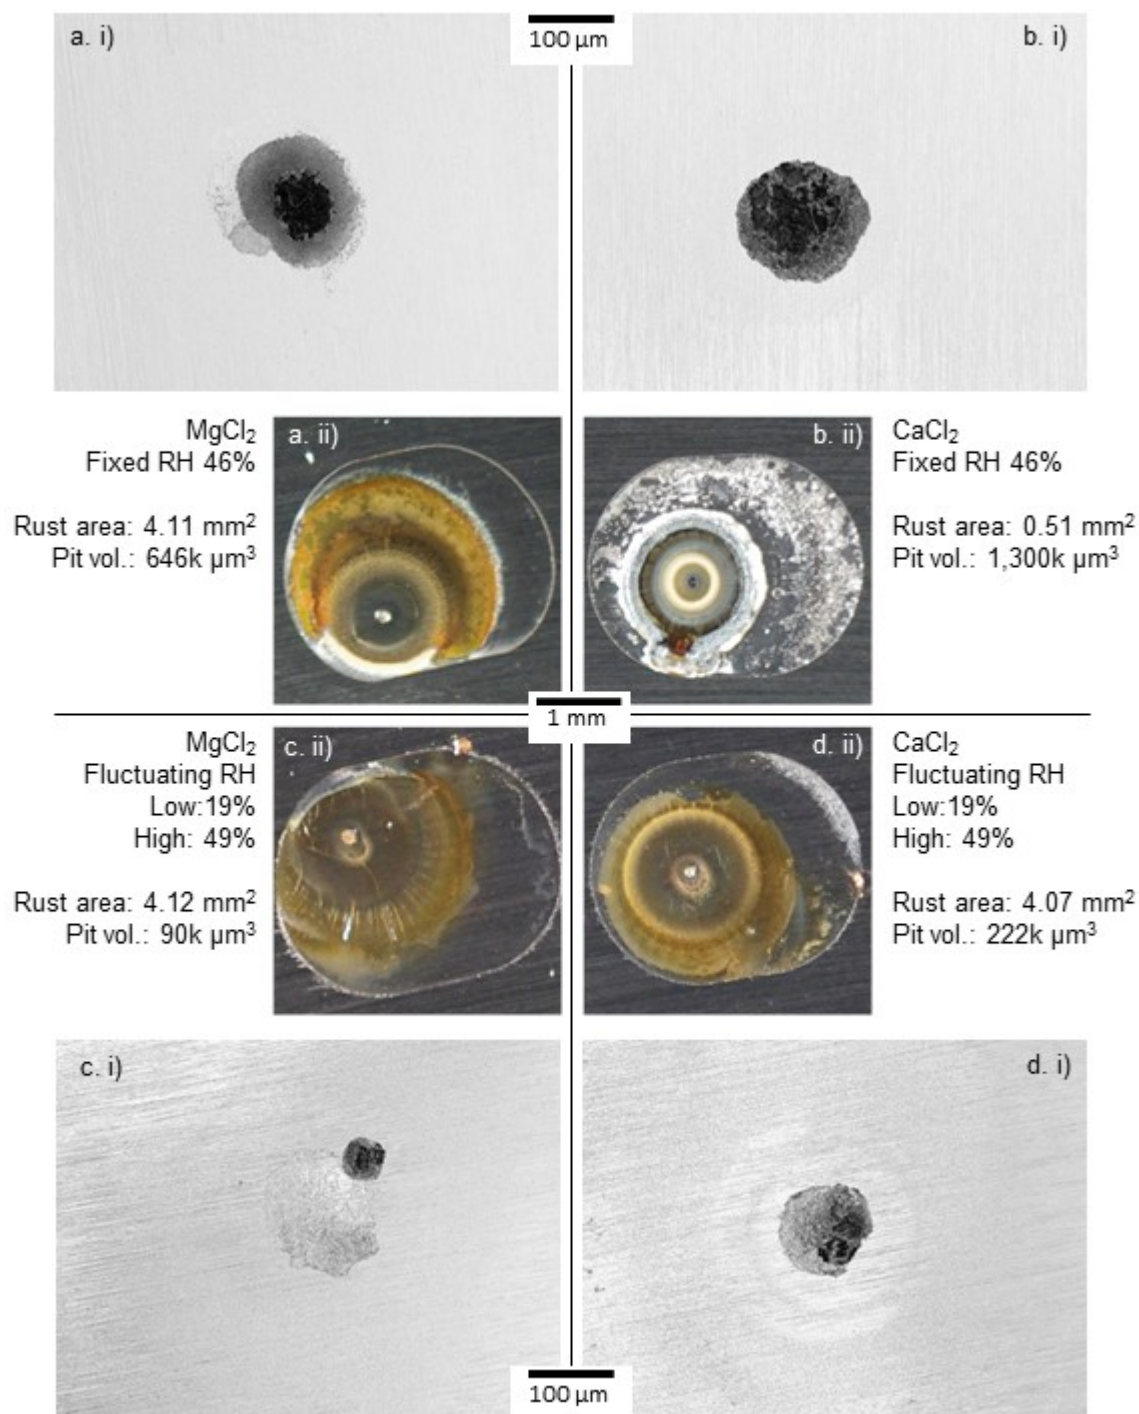 a. i)
100 µm
b. i)
MgCl₂
Fixed RH 46%
Rust area: 4.11 mm²
Pit vol.: 646k µm³
a. ii)
b. ii)
CaCl₂
Fixed RH 46%
Rust area: 0.51 mm²
Pit vol.: 1,300k µm³
1 mm
MgCl₂
Fluctuating RH
Low:19%
High: 49%
Rust area: 4.12 mm²
Pit vol.: 90k µm³
c. ii)
d. ii)
CaCl₂
Fluctuating RH
Low:19%
High: 49%
Rust area: 4.07 mm²
Pit vol.: 222k µm³
c. i)
d. i)
100 µm